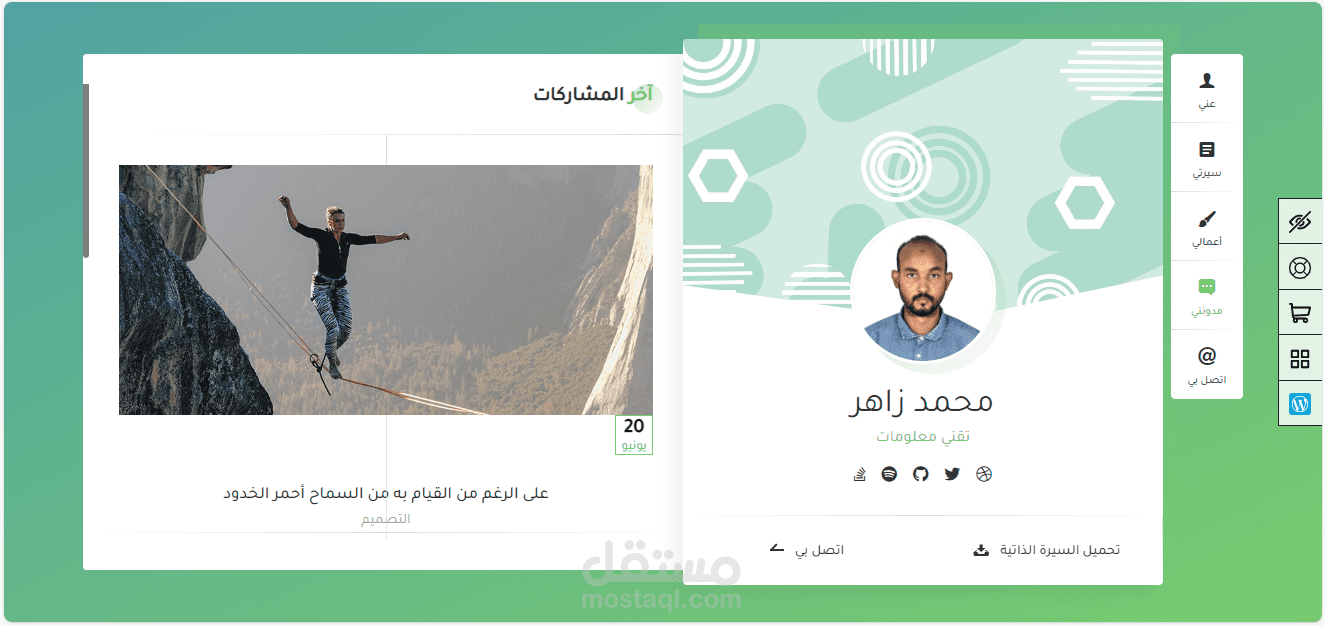 عني
سيرتي
أعمالي
مدونتي
@
اتصل بي
محمد زاهر
تقني معلومات
تحميل السيرة الذاتية
اتصل بي
آخر المشاركات
20
يونيو
على الرغم من القيام به من السماح أحمر الخدود
التصميم
مستقل
mostaql.com